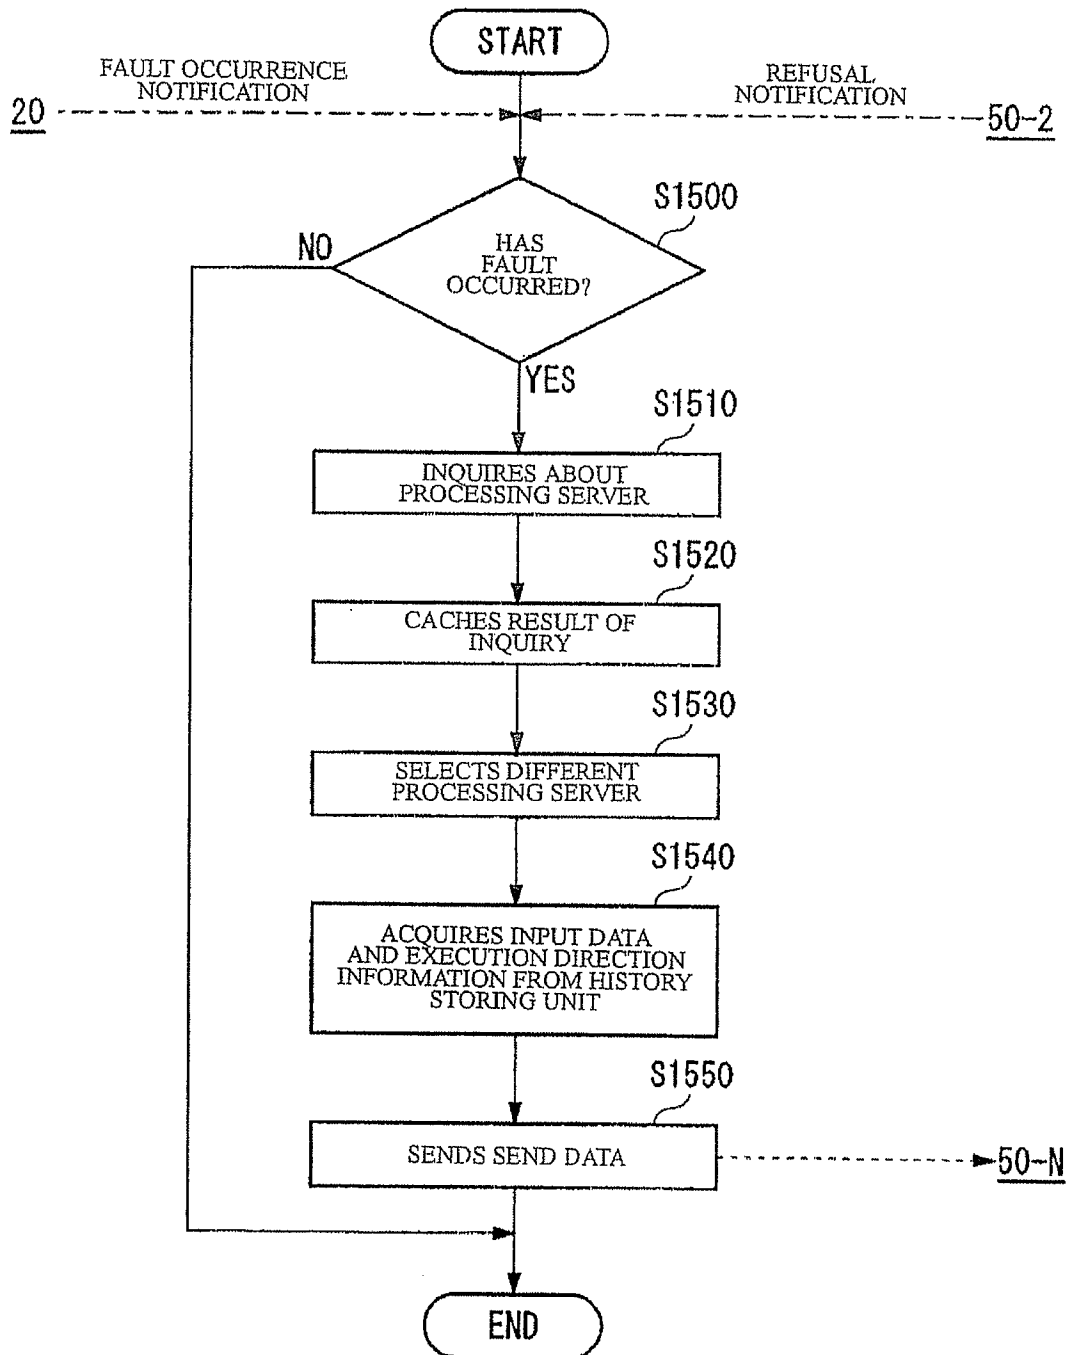 START
FAULT OCCURRENCE
NOTIFICATION
REFUSAL
NOTIFICATION
20
50-2
S1500
NO
HAS
FAULT
OCCURRED?
YES
S1510
INQUIRES ABOUT
PROCESSING SERVER
S1520
CACHES RESULT OF
INQUIRY
S1530
SELECTS DIFFERENT
PROCESSING SERVER
S1540
ACQUIRES INPUT DATA
AND EXECUTION DIRECTION
INFORMATION FROM HISTORY
STORING UNIT
S1550
SENDS SEND DATA
50-N
END